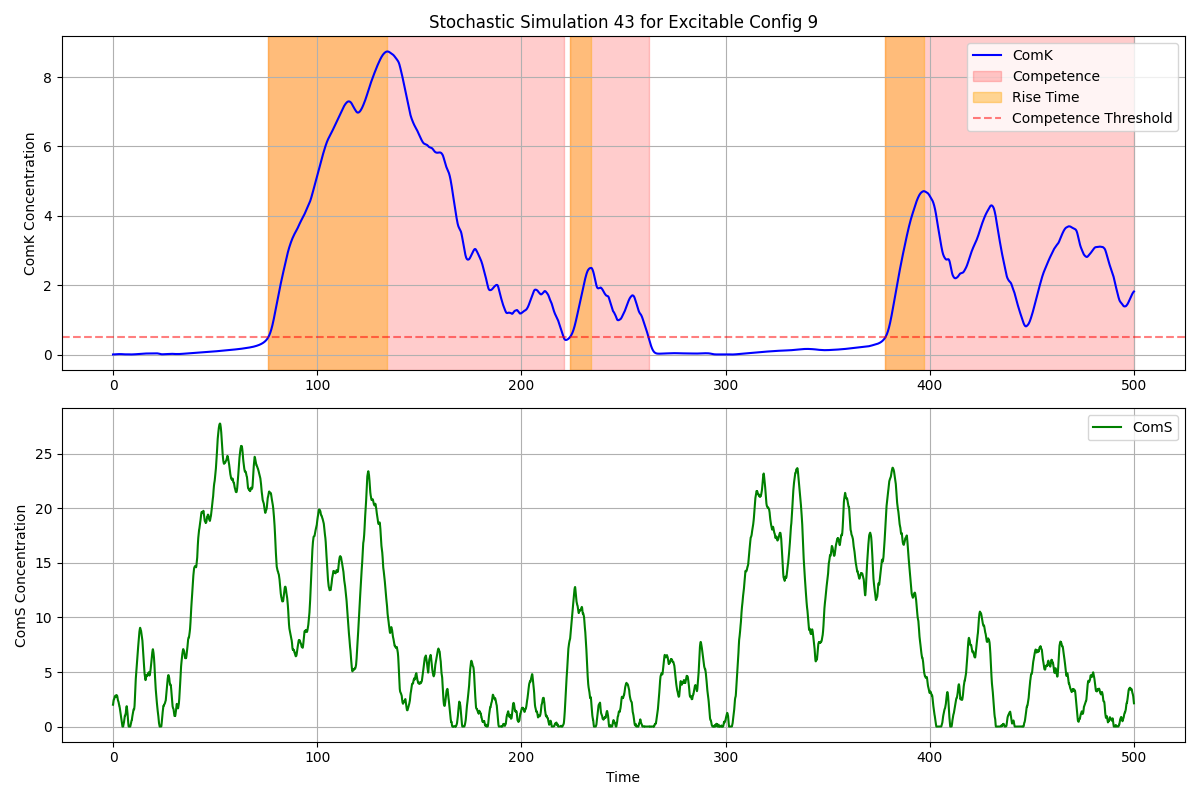 Stochastic Simulation 43 for Excitable Config 9
ComK Concentration
8
6
4
2
0
ComK
Competence
Rise Time
Competence Threshold
0 100 200 300 400 500
ComS Concentration
25
20
15
10
5
0
ComS
0 100 200 300 400 500
Time